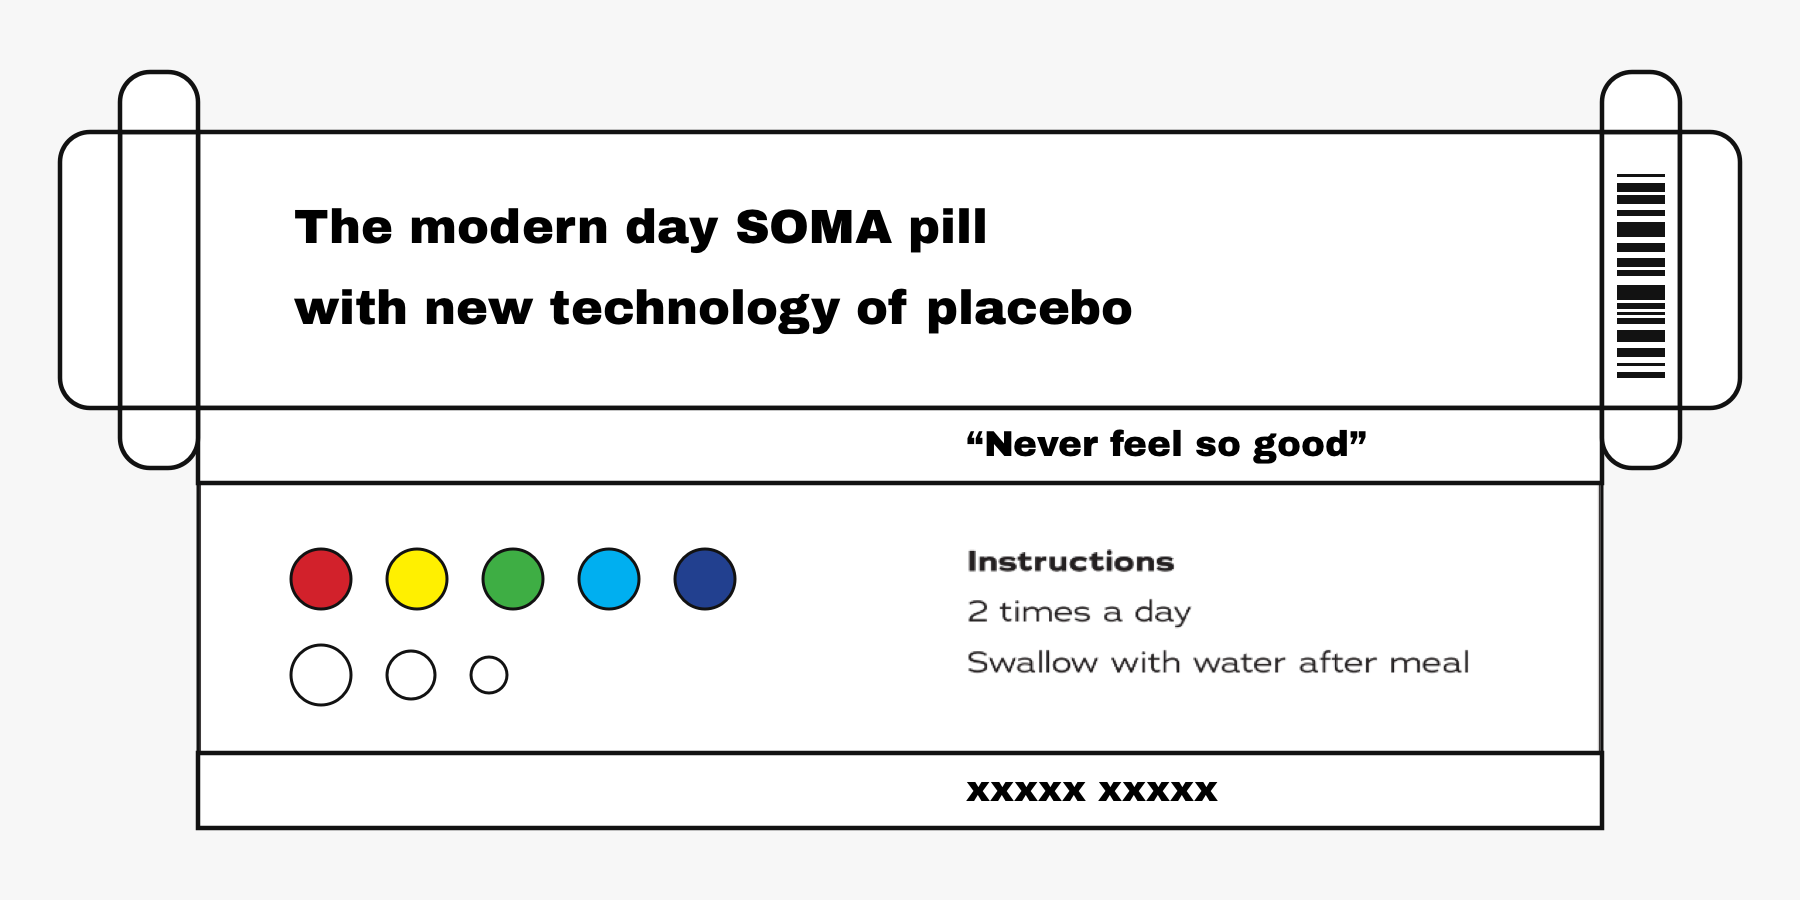 The modern day SOMA pill
with new technology of placebo
“Never feel so good”
Instructions
2 times a day
Swallow with water after meal
xxxxx xxxxx